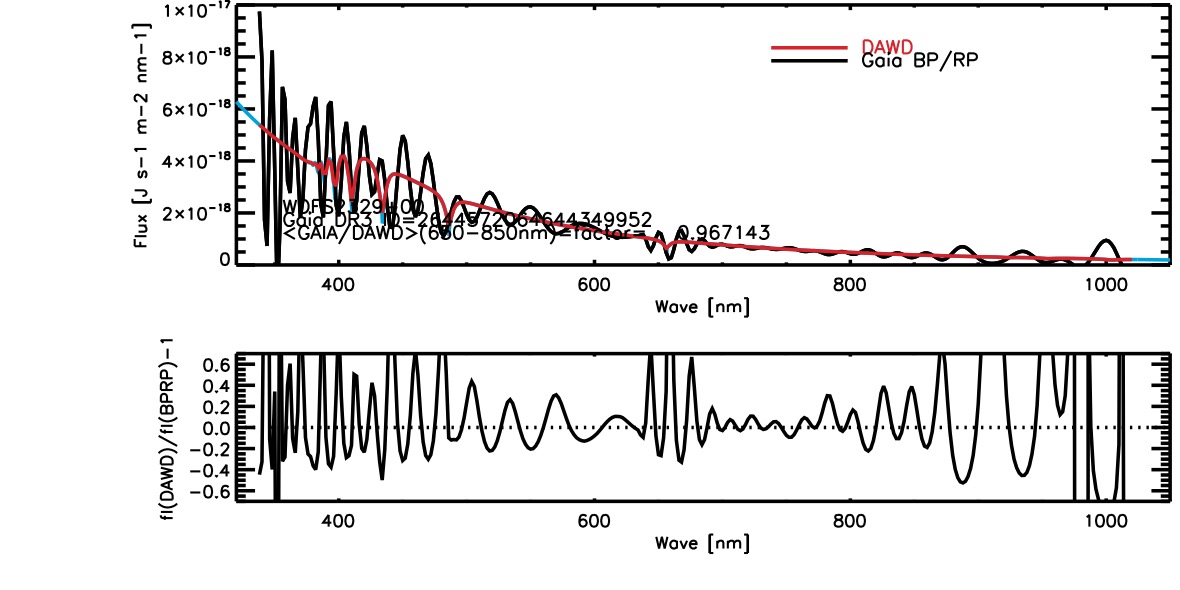 1×10⁻¹⁷
8×10⁻¹⁸
6×10⁻¹⁸
4×10⁻¹⁸
2×10⁻¹⁸
0
Flux [J s−1 m−2 nm−1]
DAWD
Gaia BP/RP
Gaia DR3 ID=2644572064644349952
<GAIA/DAWD>(650−850nm)=factor= 0.967143
400 600 800 1000
Wave [nm]
0.6
0.4
0.2
0.0
−0.2
−0.4
−0.6
fl(DAWD)/fl(BPRP)−1
400 600 800 1000
Wave [nm]